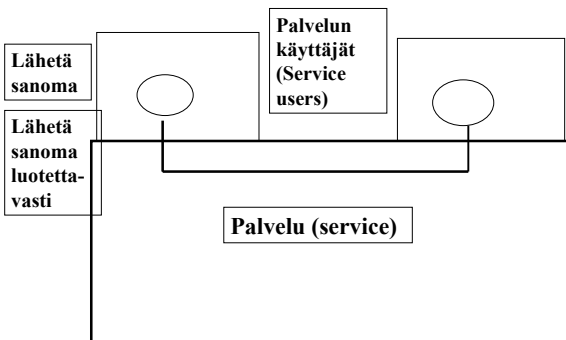 Lähetä
sanoma
Lähetä
sanoma
luotetta-
vasti
Palvelun
käyttäjät
(Service
users)
Palvelu (service)